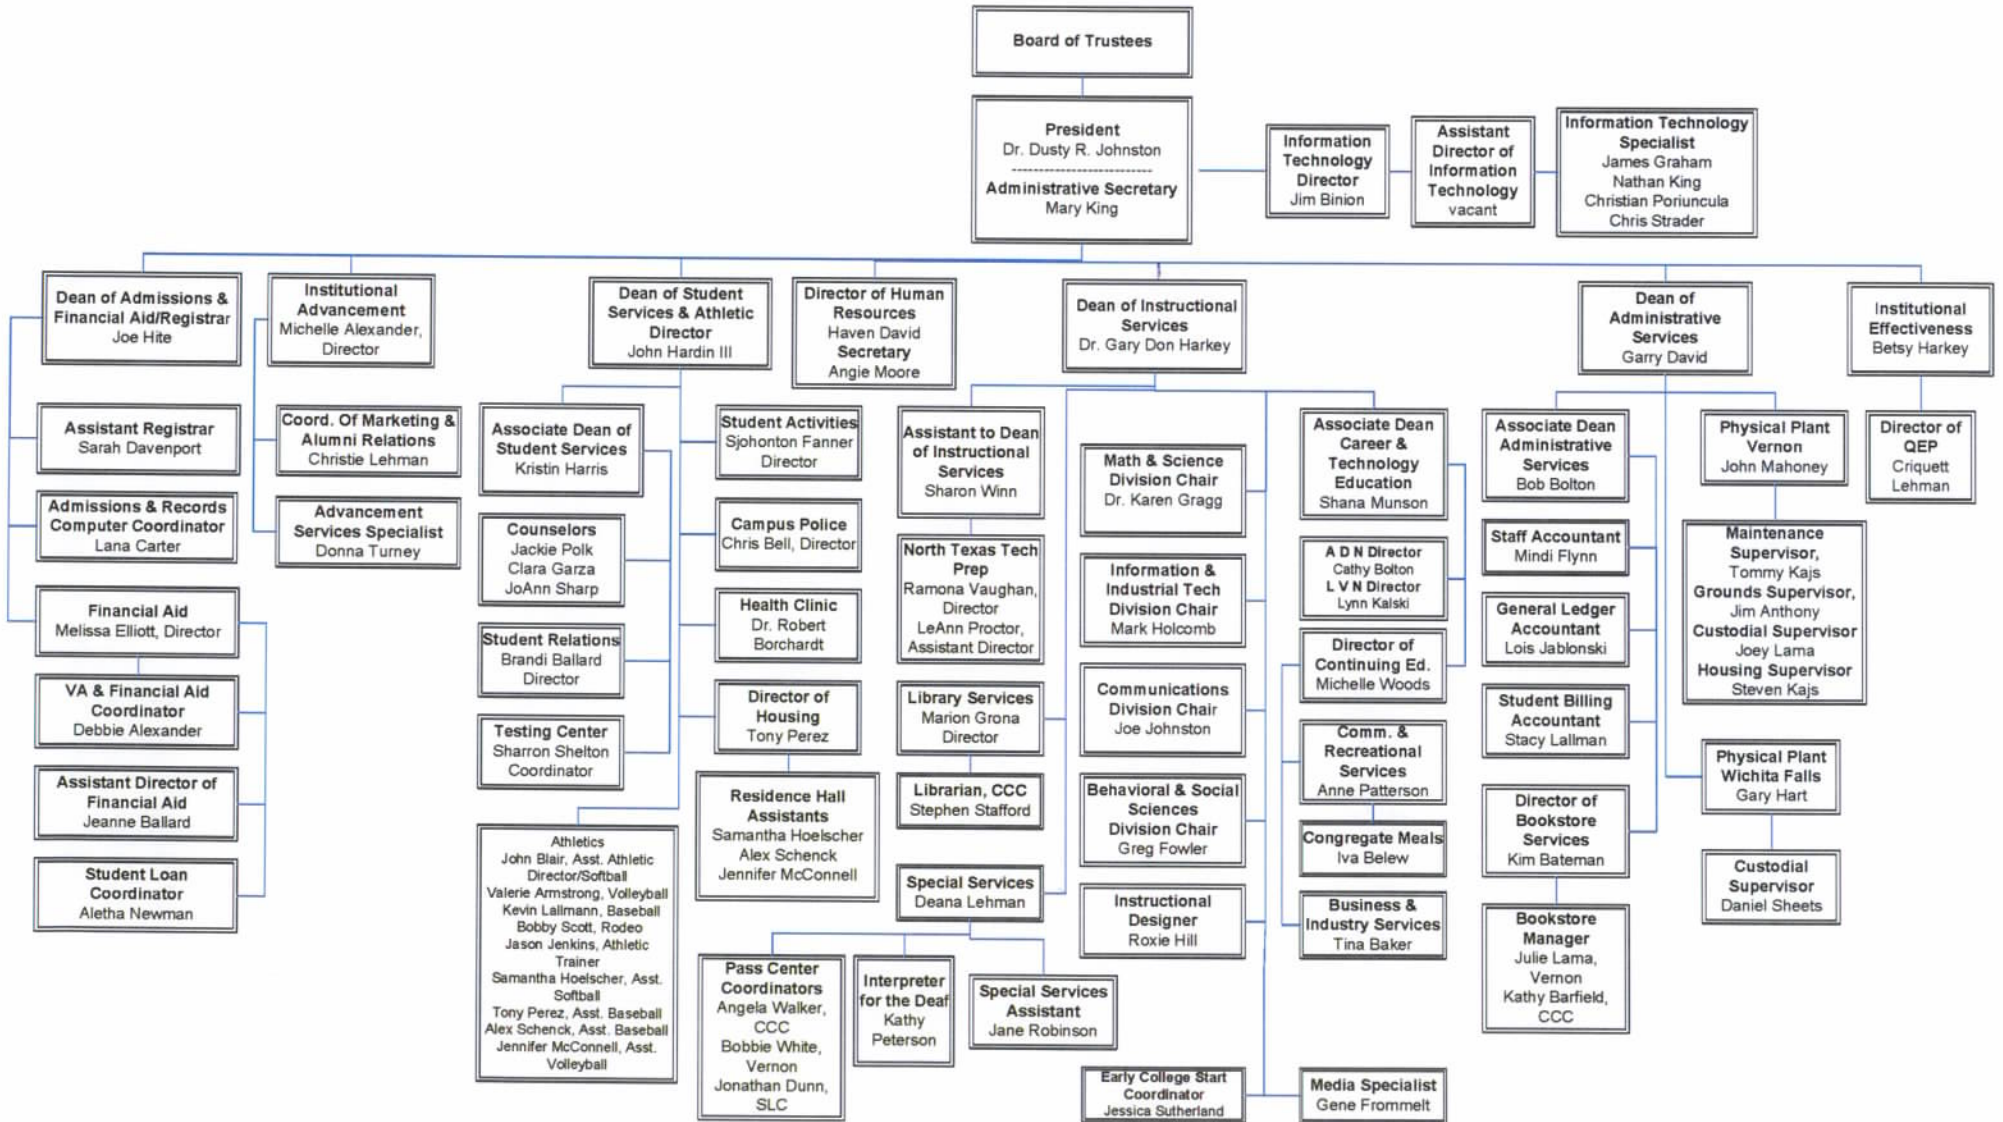 Board of Trustees
President
Dr. Dusty R. Johnston
------------------------
Administrative Secretary
Mary King
Information
Technology
Director
Jim Binion
Assistant
Director of
Information
Technology
vacant
Information Technology
Specialist
James Graham
Nathan King
Christian Poriuncula
Chris Strader
Dean of Admissions &
Financial Aid/Registrar
Joe Hite
Institutional
Advancement
Michelle Alexander,
Director
Dean of Student
Services & Athletic
Director
John Hardin III
Director of Human
Resources
Haven David
Secretary
Angie Moore
Dean of Instructional
Services
Dr. Gary Don Harkey
Dean of
Administrative
Services
Garry David
Institutional
Effectiveness
Betsy Harkey
Assistant Registrar
Sarah Davenport
Admissions & Records
Computer Coordinator
Lana Carter
Financial Aid
Melissa Elliott, Director
VA & Financial Aid
Coordinator
Debbie Alexander
Assistant Director of
Financial Aid
Jeanne Ballard
Student Loan
Coordinator
Aletha Newman
Coord. Of Marketing &
Alumni Relations
Christie Lehman
Advancement
Services Specialist
Donna Turney
Associate Dean of
Student Services
Kristin Harris
Counselors
Jackie Polk
Clara Garza
JoAnn Sharp
Student Relations
Brandi Ballard
Director
Testing Center
Sharron Shelton
Coordinator
Athletics
John Blair, Asst. Athletic
Director/Softball
Valerie Armstrong, Volleyball
Kevin Lallmann, Baseball
Bobby Scott, Rodeo
Jason Jenkins, Athletic
Trainer
Samantha Hoelscher, Asst.
Softball
Tony Perez, Asst. Baseball
Alex Schenck, Asst. Baseball
Jennifer McConnell, Asst.
Volleyball
Student Activities
Sjohonton Fanner
Director
Campus Police
Chris Bell, Director
Health Clinic
Dr. Robert
Borchardt
Director of
Housing
Tony Perez
Residence Hall
Assistants
Samantha Hoelscher
Alex Schenck
Jennifer McConnell
Assistant to Dean
of Instructional
Services
Sharon Winn
North Texas Tech
Prep
Ramona Vaughan,
Director
LeAnn Proctor,
Assistant Director
Library Services
Marion Grona
Director
Librarian, CCC
Stephen Stafford
Special Services
Deana Lehman
Pass Center
Coordinators
Angela Walker,
CCC
Bobbie White,
Vernon
Jonathan Dunn,
SLC
Interpreter
for the Deaf
Kathy
Peterson
Special Services
Assistant
Jane Robinson
Math & Science
Division Chair
Dr. Karen Gragg
Information &
Industrial Tech
Division Chair
Mark Holcomb
Communications
Division Chair
Joe Johnston
Behavioral & Social
Sciences
Division Chair
Greg Fowler
Instructional
Designer
Roxie Hill
Early College Start
Coordinator
Jessica Sutherland
Associate Dean
Career &
Technology
Education
Shana Munson
A D N Director
Cathy Bolton
L V N Director
Lynn Kalski
Director of
Continuing Ed.
Michelle Woods
Comm. &
Recreational
Services
Anne Patterson
Congregate Meals
Iva Belew
Business &
Industry Services
Tina Baker
Media Specialist
Gene Frommelt
Associate Dean
Administrative
Services
Bob Bolton
Staff Accountant
Mindi Flynn
General Ledger
Accountant
Lois Jablonski
Student Billing
Accountant
Stacy Lallman
Director of
Bookstore
Services
Kim Bateman
Bookstore
Manager
Julie Lama,
Vernon
Kathy Barfield,
CCC
Physical Plant
Vernon
John Mahoney
Maintenance
Supervisor,
Tommy Kajs
Grounds Supervisor,
Jim Anthony
Custodial Supervisor
Joey Lama
Housing Supervisor
Steven Kajs
Physical Plant
Wichita Falls
Gary Hart
Custodial
Supervisor
Daniel Sheets
Director of
QEP
Criquett
Lehman